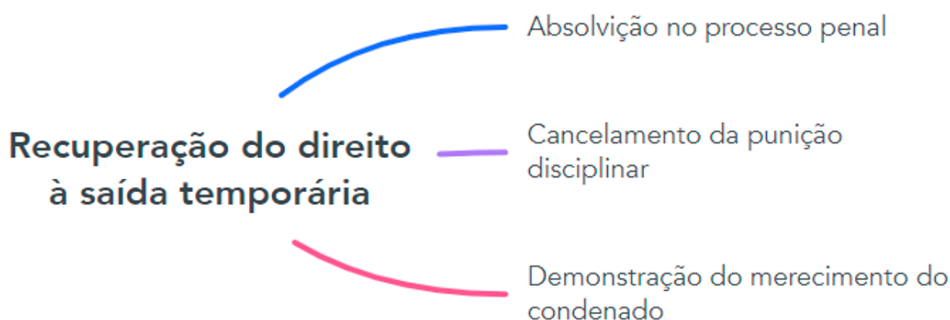 Absolvição no processo penal
Recuperação do direito
à saída temporária
Cancelamento da punição
disciplinar
Demonstração do merecimento do
condenado